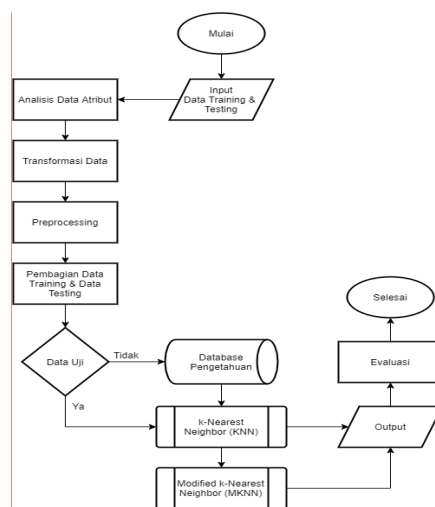 Mulai
Input
Data Training &
Testing
Analisis Data Atribut
Transformasi Data
Preprocessing
Pembagian Data
Training & Data
Testing
Data Uji
Tidak
Ya
Database
Pengetahuan
k-Nearest
Neighbor (KNN)
Modified k-Nearest
Neighbor (MKNN)
Output
Evaluasi
Selesai